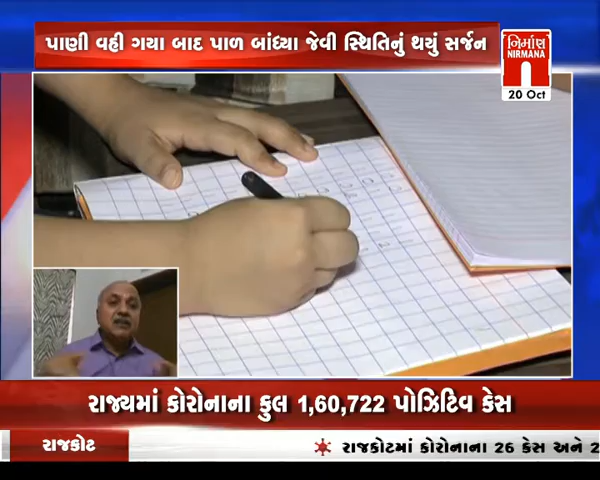 પાણી વહી ગયા બાદ પાળ બાંધ્યા જેવી સ્થિતિનું થયું સર્જન
નિર્માણ
NIRMANA
20 Oct
રાજ્યમાં કોરોનાના કુલ 1,60,722 પોઝિટિવ કેસ
રાજકોટ
રાજકોટમાં કોરોનાના 26 કેસ અને 2